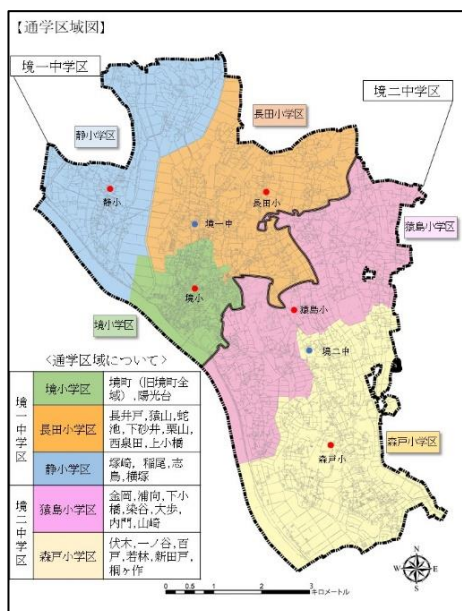 【通学区域図】
境一中学区
境二中学区
長田小学区
静小学区
静小
長田小
境一中
猿島小学区
境小
猿島小
境小学区
境二中
<通学区域について>
境一中学区
境小学区
境町(旧境町全
域), 陽光台
長田小学区
長井戸, 猿山, 蛇
池, 下砂井, 栗山,
西泉田, 上小橋
静小学区
塚崎, 稲尾, 志
鳥, 横塚
境二中学区
猿島小学区
金岡, 浦向, 下小
橋, 染谷, 大歩,
内門, 山崎
森戸小学区
伏木, 一ノ谷, 百
戸, 若林, 新田戸,
桐ヶ作
森戸小学区
森戸小
N
W
E
S
0 0.5 1 2 3
キロメートル